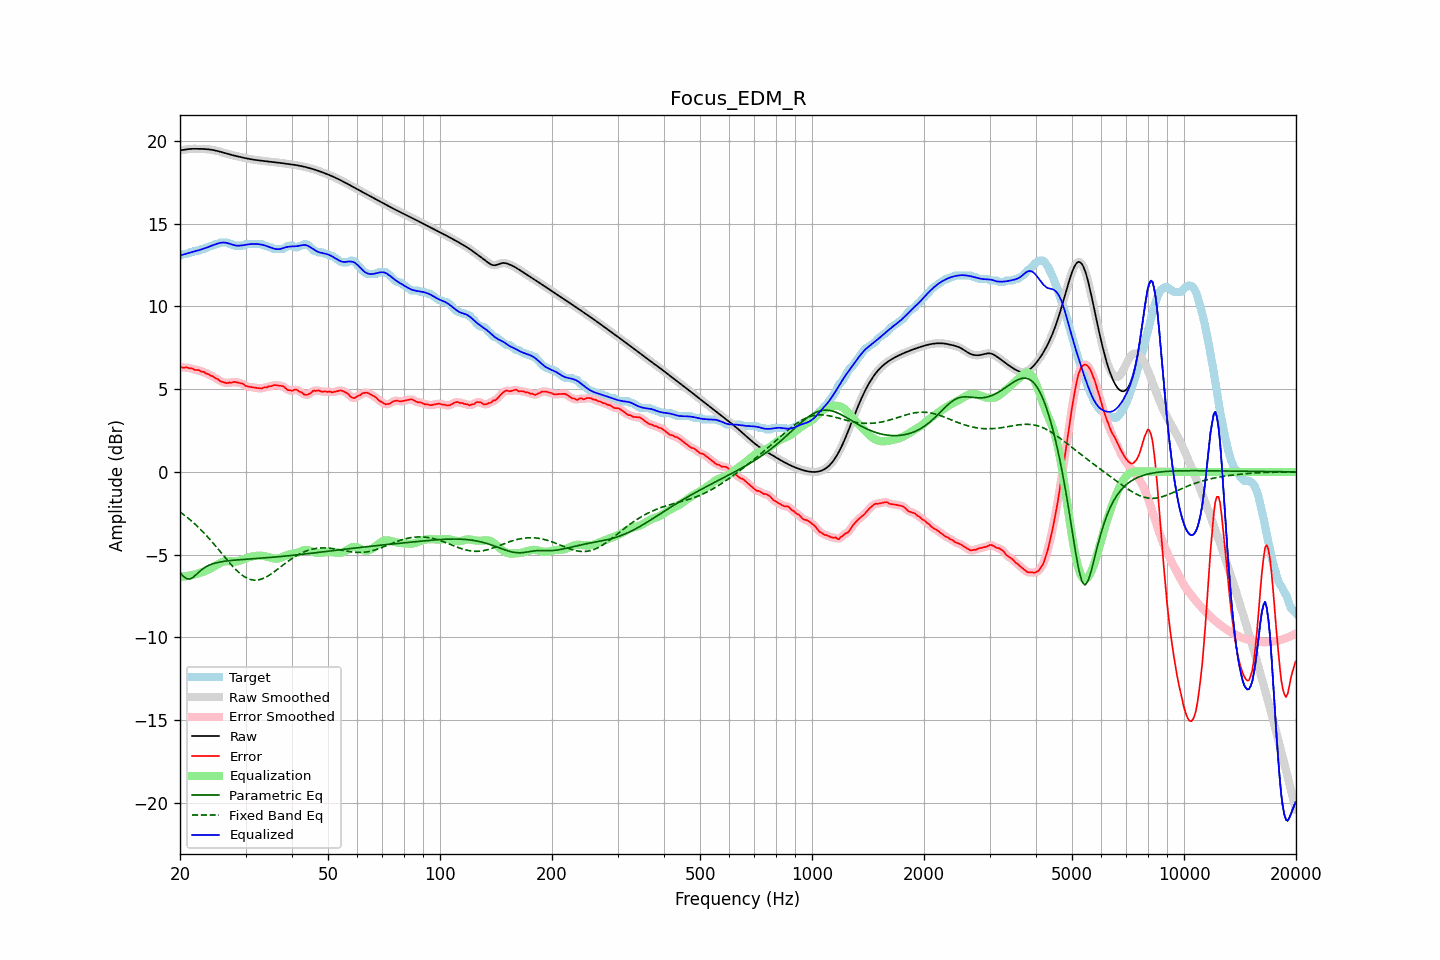 Focus_EDM_R
Amplitude (dBr)
20
15
10
5
0
−5
−10
−15
−20
Target
Raw Smoothed
Error Smoothed
Raw
Error
Equalization
Parametric Eq
Fixed Band Eq
Equalized
20 50 100 200 500 1000 2000 5000 10000 20000
Frequency (Hz)